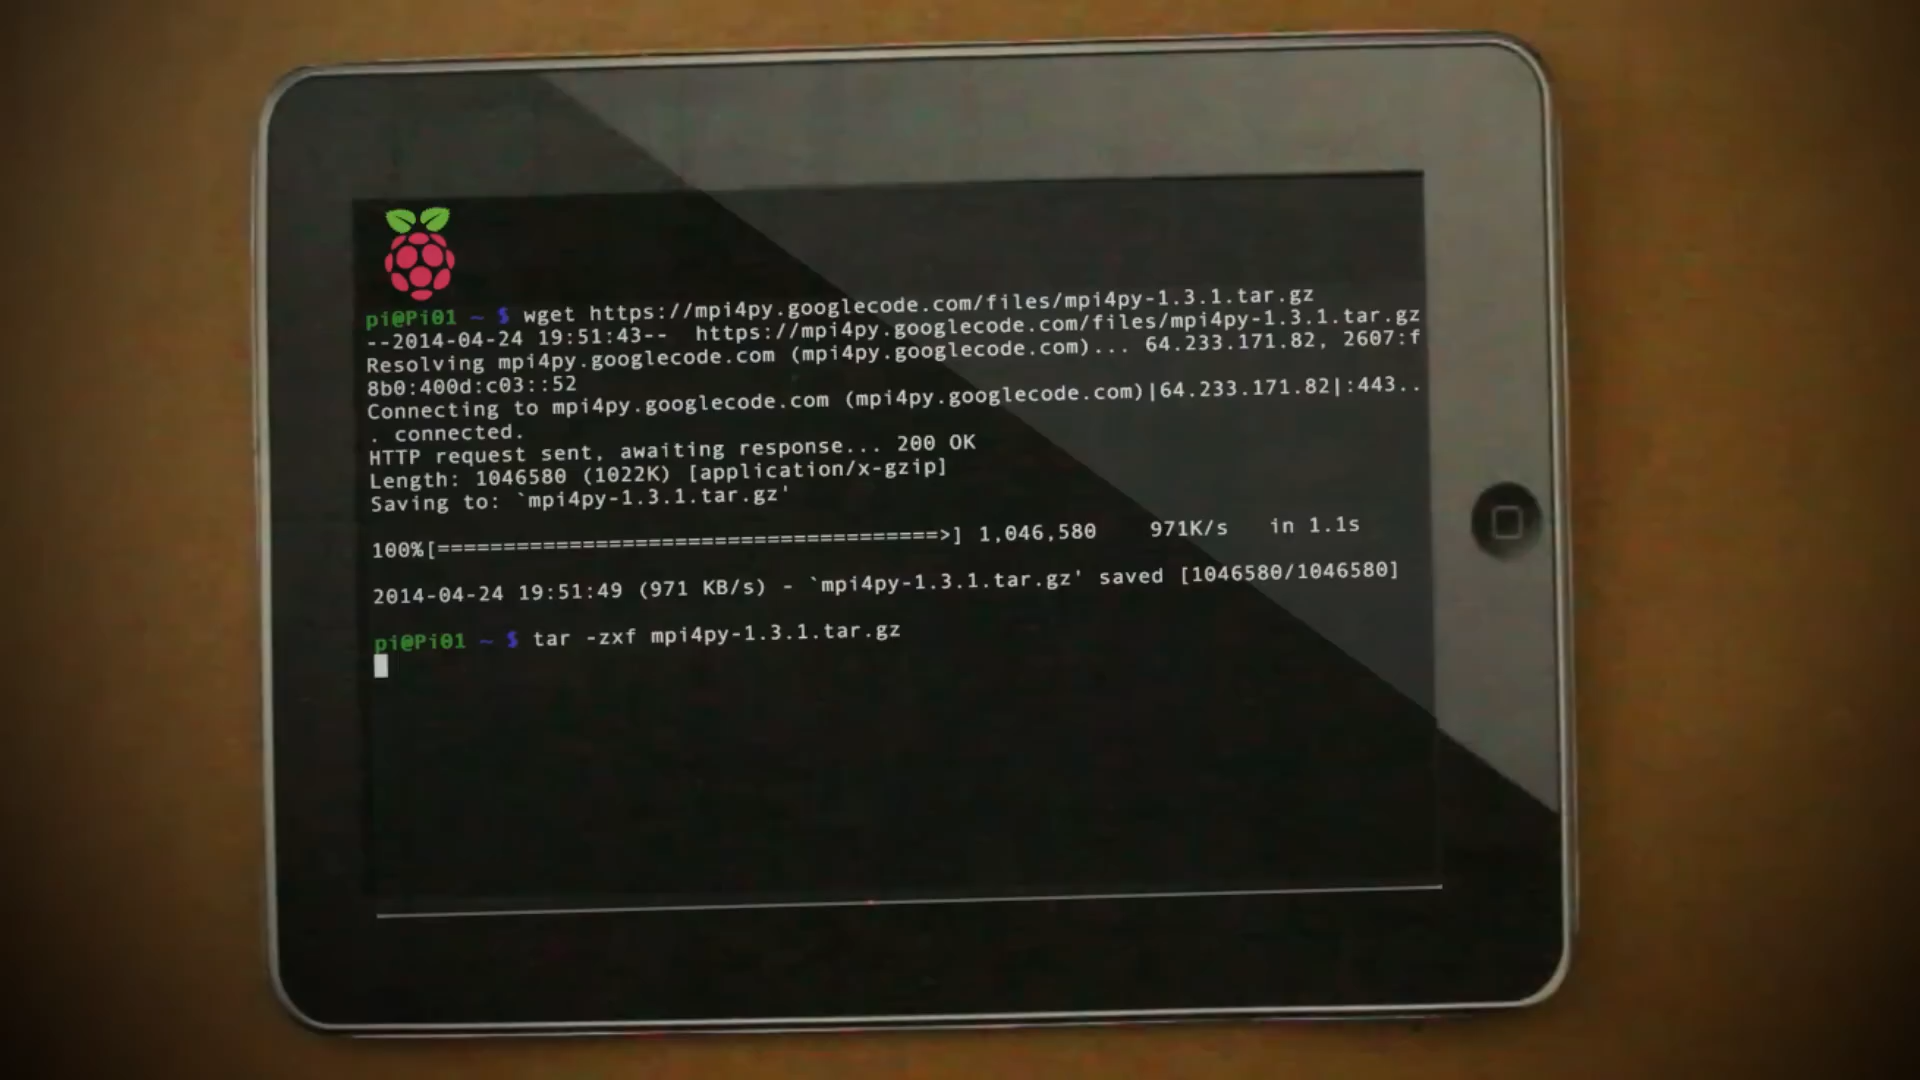 pi@Pi01 ~ $ wget https://mpi4py.googlecode.com/files/mpi4py-1.3.1.tar.gz
--2014-04-24 19:51:43--  https://mpi4py.googlecode.com/files/mpi4py-1.3.1.tar.gz
Resolving mpi4py.googlecode.com (mpi4py.googlecode.com)... 64.233.171.82, 2607:f
8b0:400d:c03::52
Connecting to mpi4py.googlecode.com (mpi4py.googlecode.com)|64.233.171.82|:443..
. connected.
HTTP request sent, awaiting response... 200 OK
Length: 1046580 (1022K) [application/x-gzip]
Saving to: `mpi4py-1.3.1.tar.gz'
100%[======================================>] 1,046,580    971K/s   in 1.1s
2014-04-24 19:51:49 (971 KB/s) - `mpi4py-1.3.1.tar.gz' saved [1046580/1046580]
pi@Pi01 ~ $ tar -zxf mpi4py-1.3.1.tar.gz